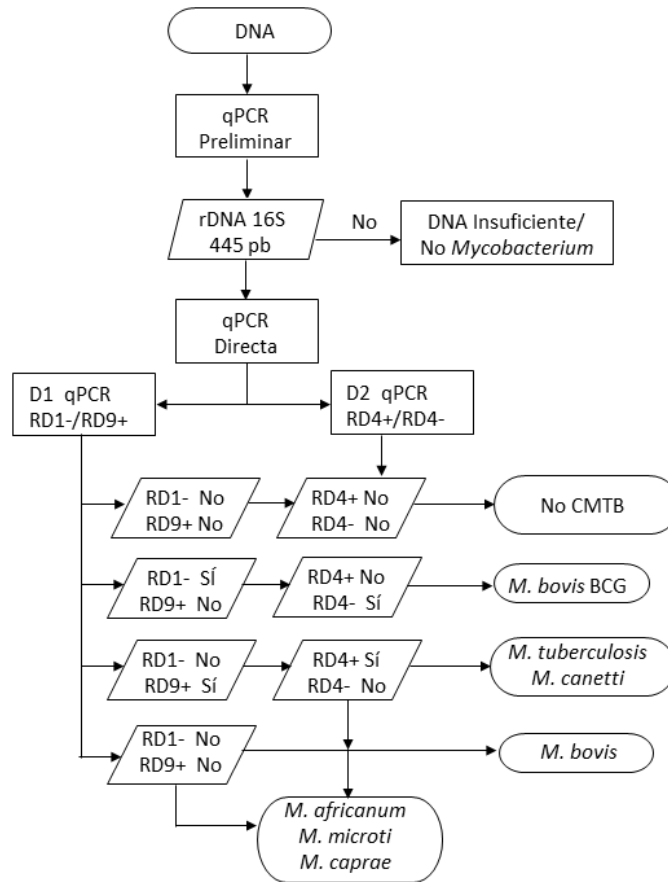 DNA
qPCR
Preliminar
rDNA 16S
445 pb
No
DNA Insuficiente/
No Mycobacterium
qPCR
Directa
D1 qPCR
RD1-/RD9+
D2 qPCR
RD4+/RD4-
RD1- No
RD9+ No
RD4+ No
RD4- No
No CMTB
RD1- SÍ
RD9+ No
RD4+ No
RD4- Sí
M. bovis BCG
RD1- No
RD9+ Sí
RD4+ Sí
RD4- No
M. tuberculosis
M. canetti
RD1- No
RD9+ No
M. bovis
M. africanum
M. microti
M. caprae